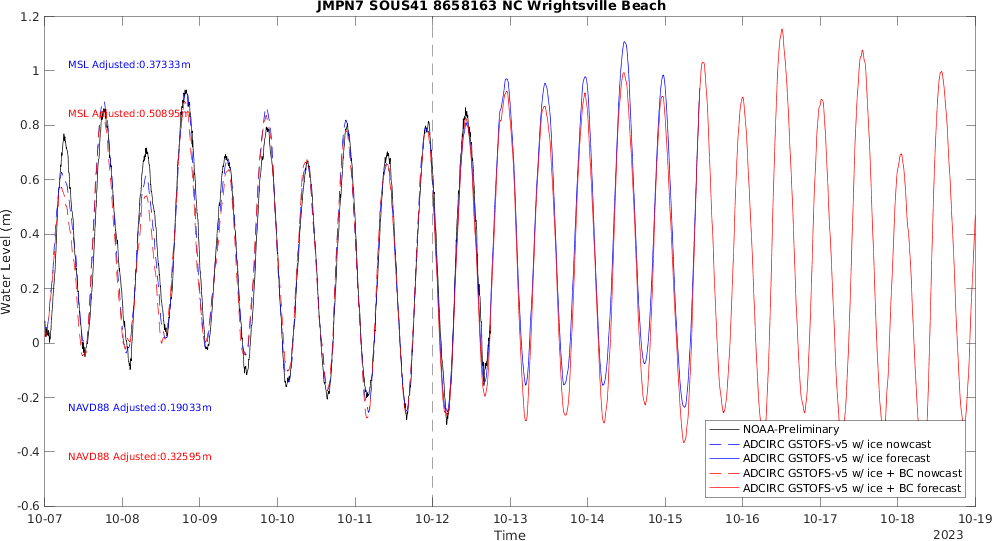 JMPN7 SOUS41 8658163 NC Wrightsville Beach
1.2
1
0.8
0.6
0.4
0.2
0
-0.2
-0.4
-0.6
Water Level (m)
MSL Adjusted:0.37333m
MSL Adjusted:0.50895m
NAVD88 Adjusted:0.19033m
NAVD88 Adjusted:0.32595m
NOAA-Preliminary
ADCIRC GSTOFS-v5 w/ ice nowcast
ADCIRC GSTOFS-v5 w/ ice forecast
ADCIRC GSTOFS-v5 w/ ice + BC nowcast
ADCIRC GSTOFS-v5 w/ ice + BC forecast
10-07 10-08 10-09 10-10 10-11 10-12 10-13 10-14 10-15 10-16 10-17 10-18 10-19
Time
2023